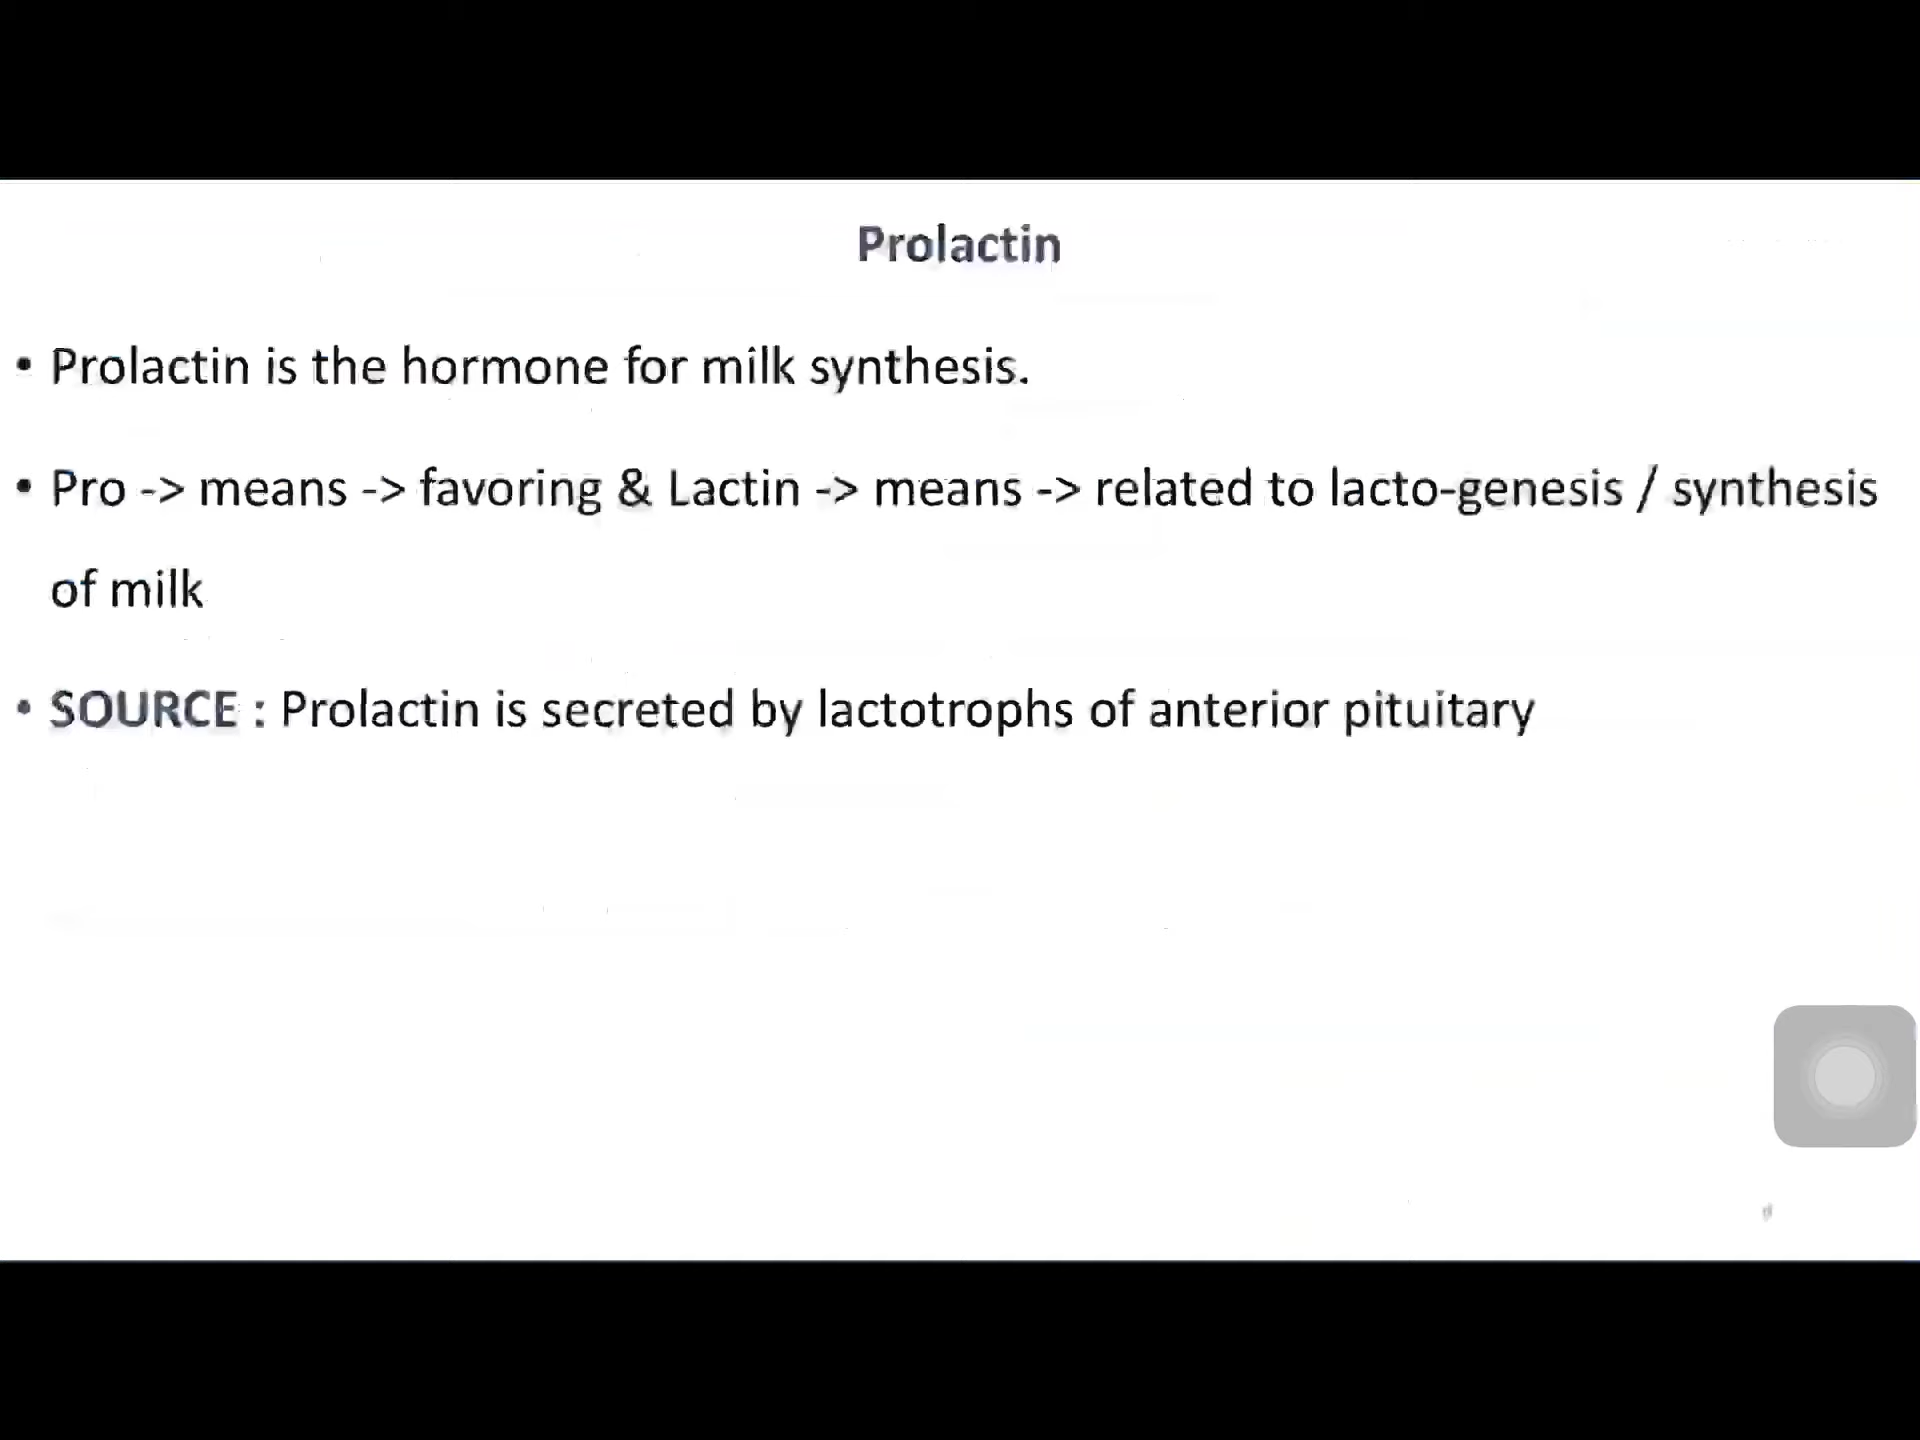 Prolactin
• Prolactin is the hormone for milk synthesis.
• Pro -> means -> favoring & Lactin -> means -> related to lacto-genesis / synthesis
of milk
• SOURCE : Prolactin is secreted by lactotrophs of anterior pituitary